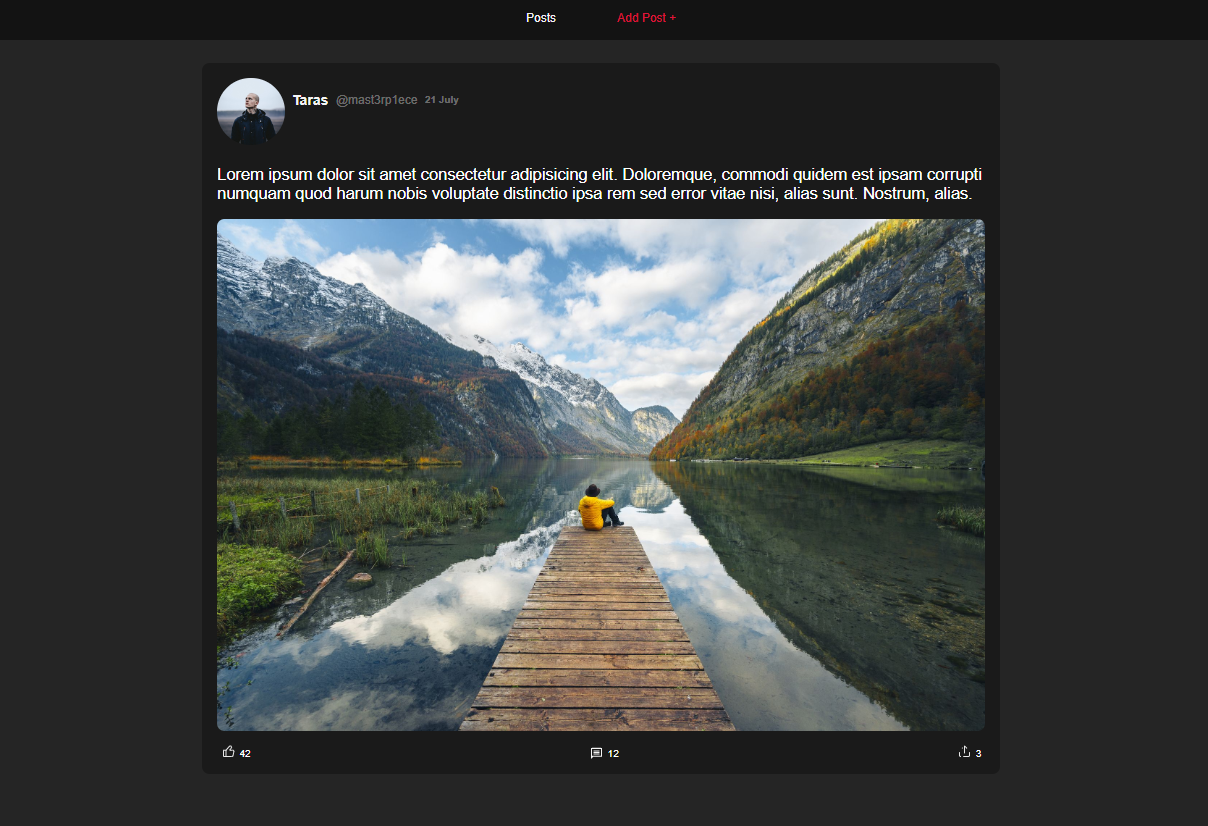 Posts Add Post +
Taras @mast3rp1ece 21 July
Lorem ipsum dolor sit amet consectetur adipisicing elit. Doloremque, commodi quidem est ipsam corrupti
numquam quod harum nobis voluptate distinctio ipsa rem sed error vitae nisi, alias sunt. Nostrum, alias.
42 12 3